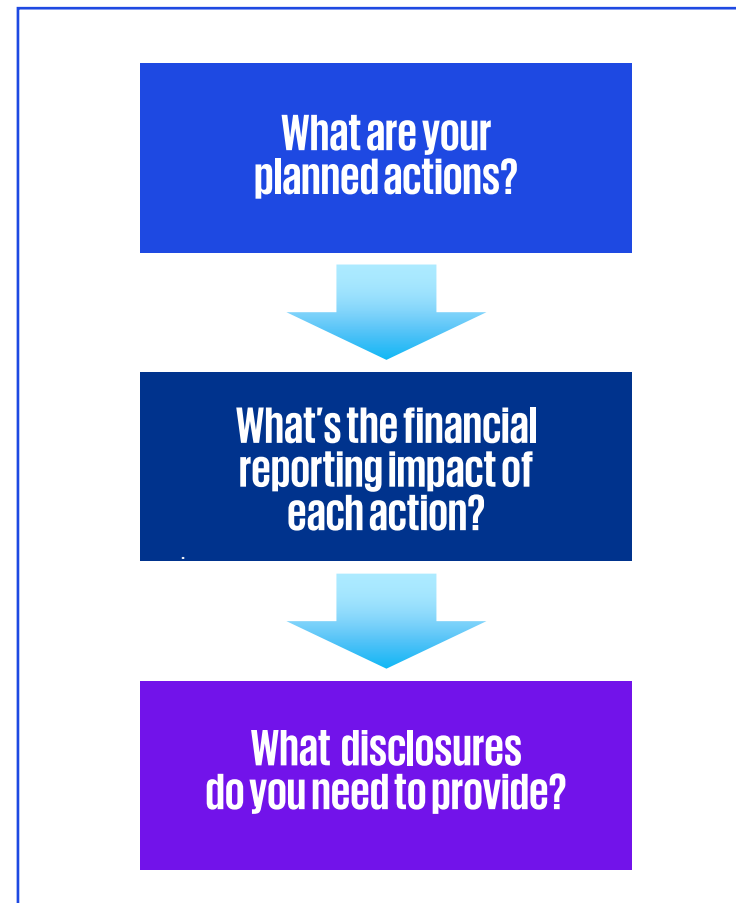 What are your
planned actions?
What's the financial
reporting impact of
each action?
What disclosures
do you need to provide?